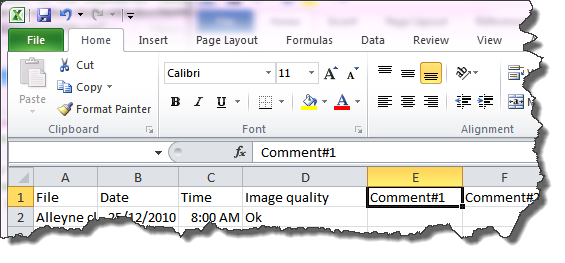 File Home Insert Page Layout Formulas Data Review View
Cut
Calibri 11
Copy
Paste
Format Painter
B I U A
Clipboard Font Alignment
fx Comment#1
A B C D E F
1 File Date Time Image quality Comment#1 Comment#2
2 Alleyne 25/12/2010 8:00 AM Ok